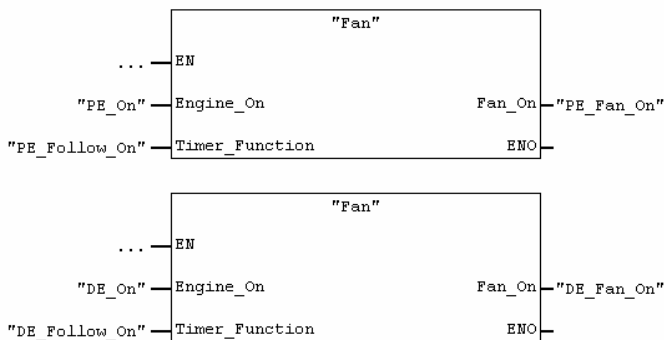 "Fan"
... EN
"PE_On" Engine_On Fan_On "PE_Fan_On"
"PE_Follow_On" Timer_Function ENO
"Fan"
... EN
"DE_On" Engine_On Fan_On "DE_Fan_On"
"DE_Follow_On" Timer_Function ENO